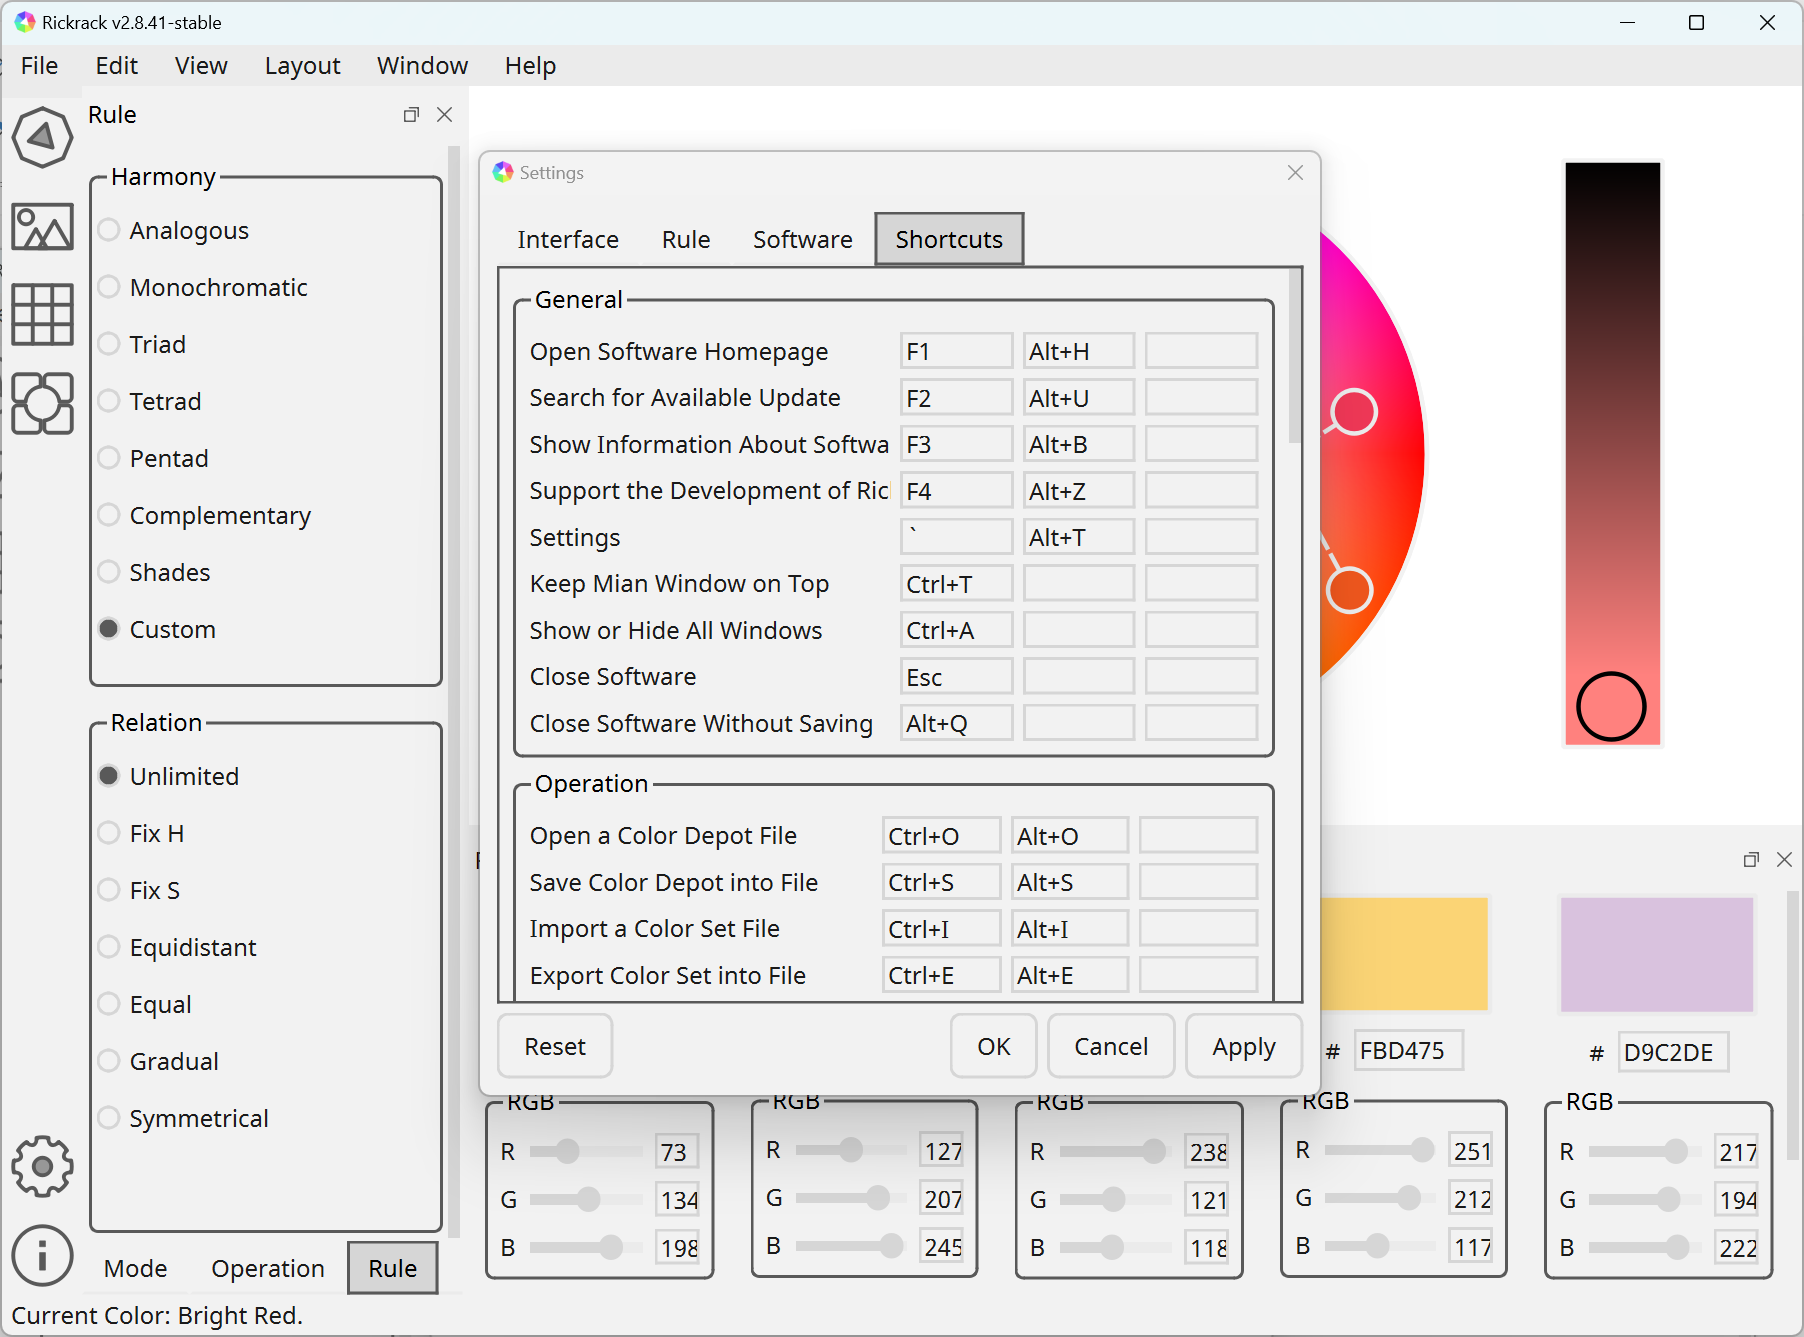 Rickrack v2.8.41-stable
File Edit View Layout Window Help
Rule
Harmony
Analogous
Monochromatic
Triad
Tetrad
Pentad
Complementary
Shades
Custom
Relation
Unlimited
Fix H
Fix S
Equidistant
Equal
Gradual
Symmetrical
Mode Operation Rule
Current Color: Bright Red.
Settings
Interface Rule Software Shortcuts
General
Open Software Homepage F1 Alt+H
Search for Available Update F2 Alt+U
Show Information About Softwa F3 Alt+B
Support the Development of Ric F4 Alt+Z
Settings ` Alt+T
Keep Mian Window on Top Ctrl+T
Show or Hide All Windows Ctrl+A
Close Software Esc
Close Software Without Saving Alt+Q
Operation
Open a Color Depot File Ctrl+O Alt+O
Save Color Depot into File Ctrl+S Alt+S
Import a Color Set File Ctrl+I Alt+I
Export Color Set into File Ctrl+E Alt+E
Reset OK Cancel Apply
# FBD475 # D9C2DE
RGB RGB RGB RGB RGB
R 73 R 127 R 238 R 251 R 217
G 134 G 207 G 121 G 212 G 194
B 198 B 245 B 118 B 117 B 222